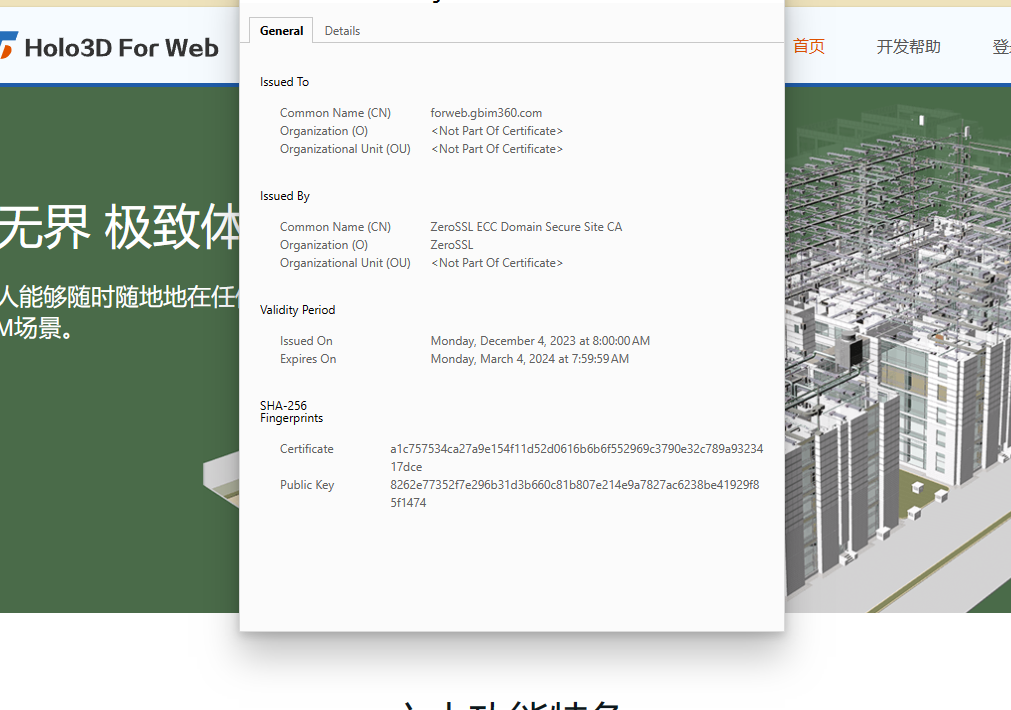 General Details
Holo3D For Web
首页 开发帮助
Issued To
Common Name (CN) forweb.gbim360.com
Organization (O) <Not Part Of Certificate>
Organizational Unit (OU) <Not Part Of Certificate>
Issued By
Common Name (CN) ZeroSSL ECC Domain Secure Site CA
Organization (O) ZeroSSL
Organizational Unit (OU) <Not Part Of Certificate>
无界 极致体
人能够随时随地地在任
M场景。
Validity Period
Issued On Monday, December 4, 2023 at 8:00:00 AM
Expires On Monday, March 4, 2024 at 7:59:59 AM
SHA-256
Fingerprints
Certificate a1c757534ca27a9e154f11d52d0616b6b6f552969c3790e32c789a93234
17dce
Public Key 8262e77352f7e296b31d3b660c81b807e214e9a7827ac6238be41929f8
5f1474